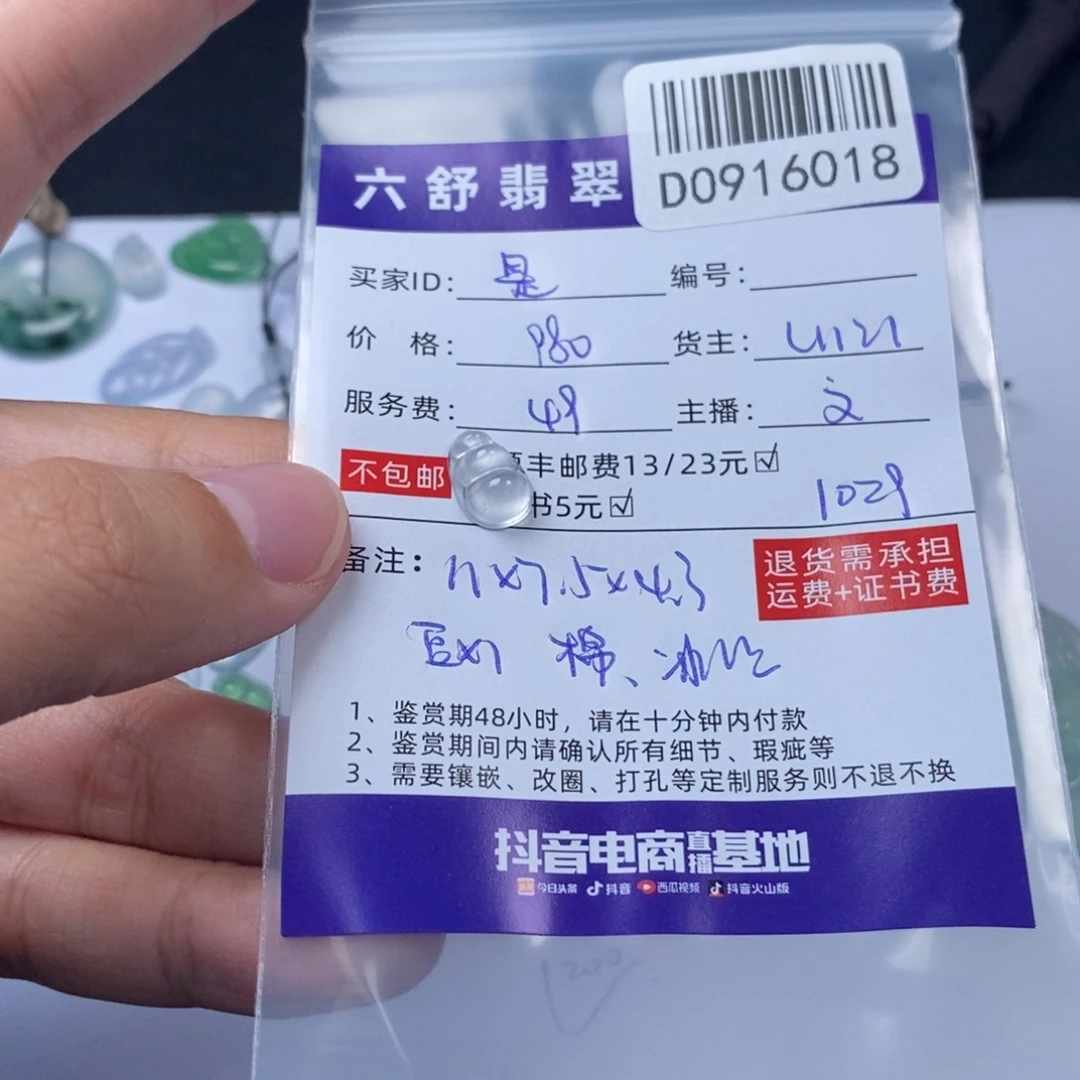 D0916018
六舒翡翠
买家ID: 是 编号:
价 格: 980 货主:
服务费: 49 主播: 文
不包邮 丰邮费13/23元☑
书5元☑ 1029
备注: 11x7.5x4.3
退货需承担
运费+证书费
棉、冰
1、鉴赏期48小时，请在十分钟内付款
2、鉴赏期间内请确认所有细节、瑕疵等
3、需要镶嵌、改圈、打孔等定制服务则不退不换
抖音电商直播基地
今日头条 抖音 西瓜视频 抖音火山版